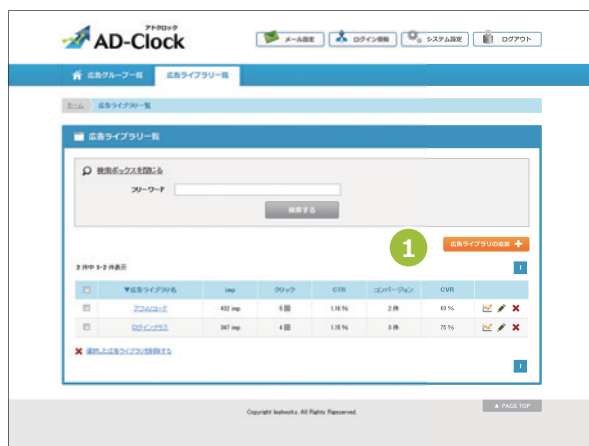 アドクロック
AD-Clock
メール設定
ログイン情報
システム設定
ログアウト
広告グループ一覧
広告ライブラリ一覧
ホーム
広告ライブラリ一覧
広告ライブラリ一覧
検索ボックスを閉じる
フリーワード
検索する
1
広告ライブラリの追加
2 件中 1-2 件表示
1
▼広告ライブラリ名 imp クリック CTR コンバージョン CVR
アフィリコード 432 imp 5 回 1.16 % 2 件 40 %
ログインプラス 347 imp 4 回 1.15 % 3 件 75 %
選択した広告ライブラリを削除する
1
▲ PAGE TOP
Copyright leafworks. All Rights Rigeserved.